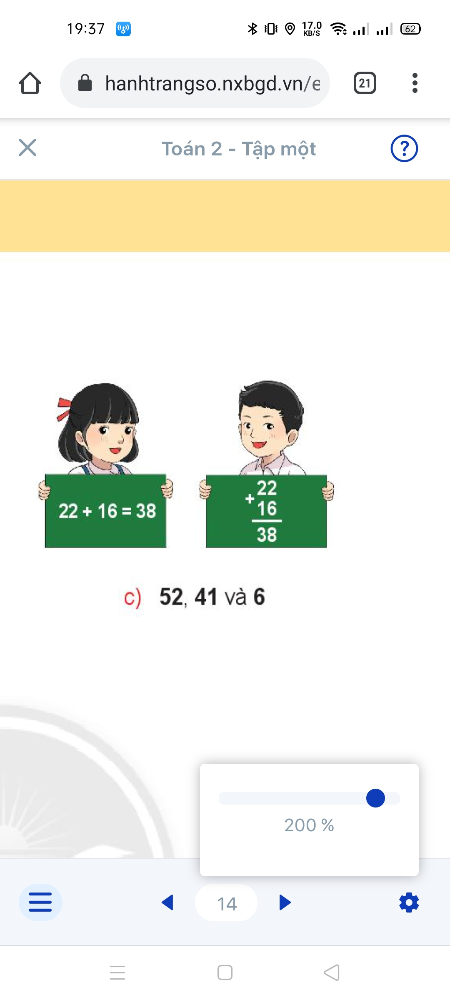 19:37 17.0 KB/S 62
hanhtrangso.nxbgd.vn/e 21
Toán 2 - Tập một ?
22 + 16 = 38
22
+
16
38
c) 52, 41 và 6
200 %
14